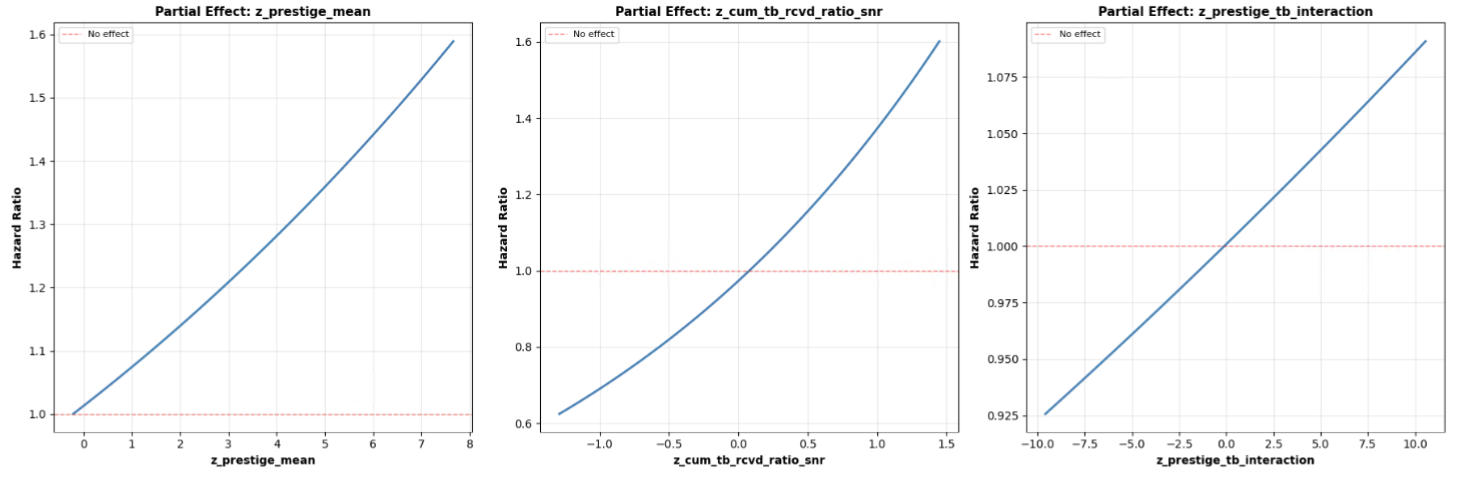 Partial Effect: z_prestige_mean
No effect
1.6
1.5
1.4
1.3
1.2
1.1
1.0
Hazard Ratio
0 1 2 3 4 5 6 7 8
z_prestige_mean
Partial Effect: z_cum_tb_rcvd_ratio_snr
No effect
1.6
1.4
1.2
1.0
0.8
0.6
Hazard Ratio
−1.0 −0.5 0.0 0.5 1.0 1.5
z_cum_tb_rcvd_ratio_snr
Partial Effect: z_prestige_tb_interaction
No effect
1.075
1.050
1.025
1.000
0.975
0.950
0.925
Hazard Ratio
−10.0 −7.5 −5.0 −2.5 0.0 2.5 5.0 7.5 10.0
z_prestige_tb_interaction